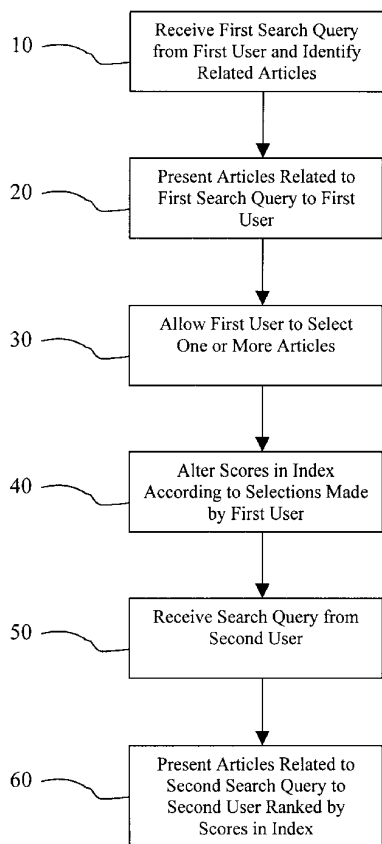 10
Receive First Search Query
from First User and Identify
Related Articles
20
Present Articles Related to
First Search Query to First
User
30
Allow First User to Select
One or More Articles
40
Alter Scores in Index
According to Selections Made
by First User
50
Receive Search Query from
Second User
60
Present Articles Related to
Second Search Query to
Second User Ranked by
Scores in Index